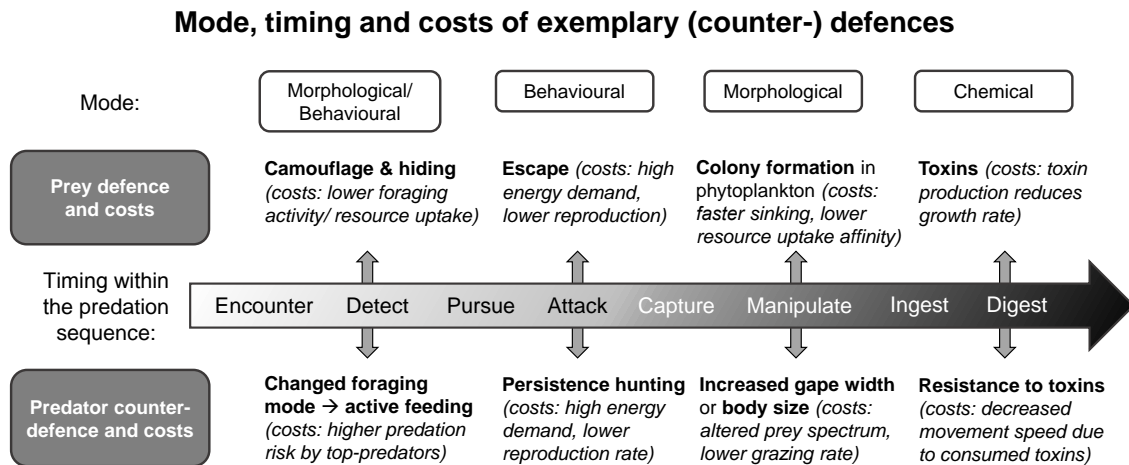 Mode, timing and costs of exemplary (counter-) defences
Mode:
Morphological/
Behavioural
Behavioural
Morphological
Chemical
Prey defence
and costs
Camouflage & hiding
(costs: lower foraging
activity/ resource uptake)
Escape (costs: high
energy demand,
lower reproduction)
Colony formation in
phytoplankton (costs:
faster sinking, lower
resource uptake affinity)
Toxins (costs: toxin
production reduces
growth rate)
Timing within
the predation
sequence:
Encounter Detect Pursue Attack Capture Manipulate Ingest Digest
Predator counter-
defence and costs
Changed foraging
mode → active feeding
(costs: higher predation
risk by top-predators)
Persistence hunting
(costs: high energy
demand, lower
reproduction rate)
Increased gape width
or body size (costs:
altered prey spectrum,
lower grazing rate)
Resistance to toxins
(costs: decreased
movement speed due
to consumed toxins)